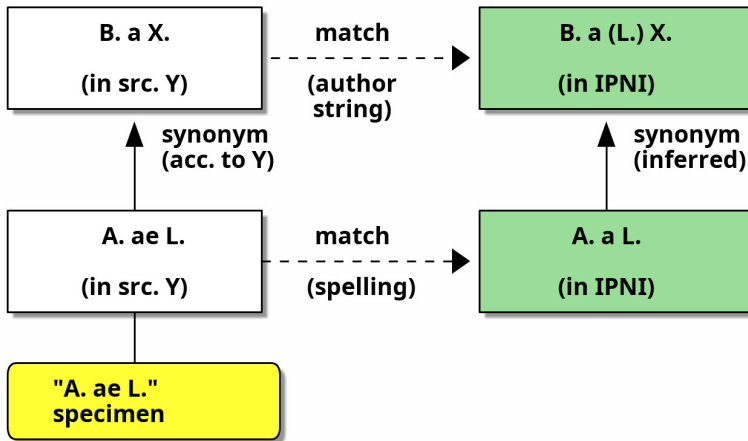 B. a X.
(in src. Y)
match
(author
string)
B. a (L.) X.
(in IPNI)
synonym
(acc. to Y)
synonym
(inferred)
A. ae L.
(in src. Y)
match
(spelling)
A. a L.
(in IPNI)
"A. ae L."
specimen